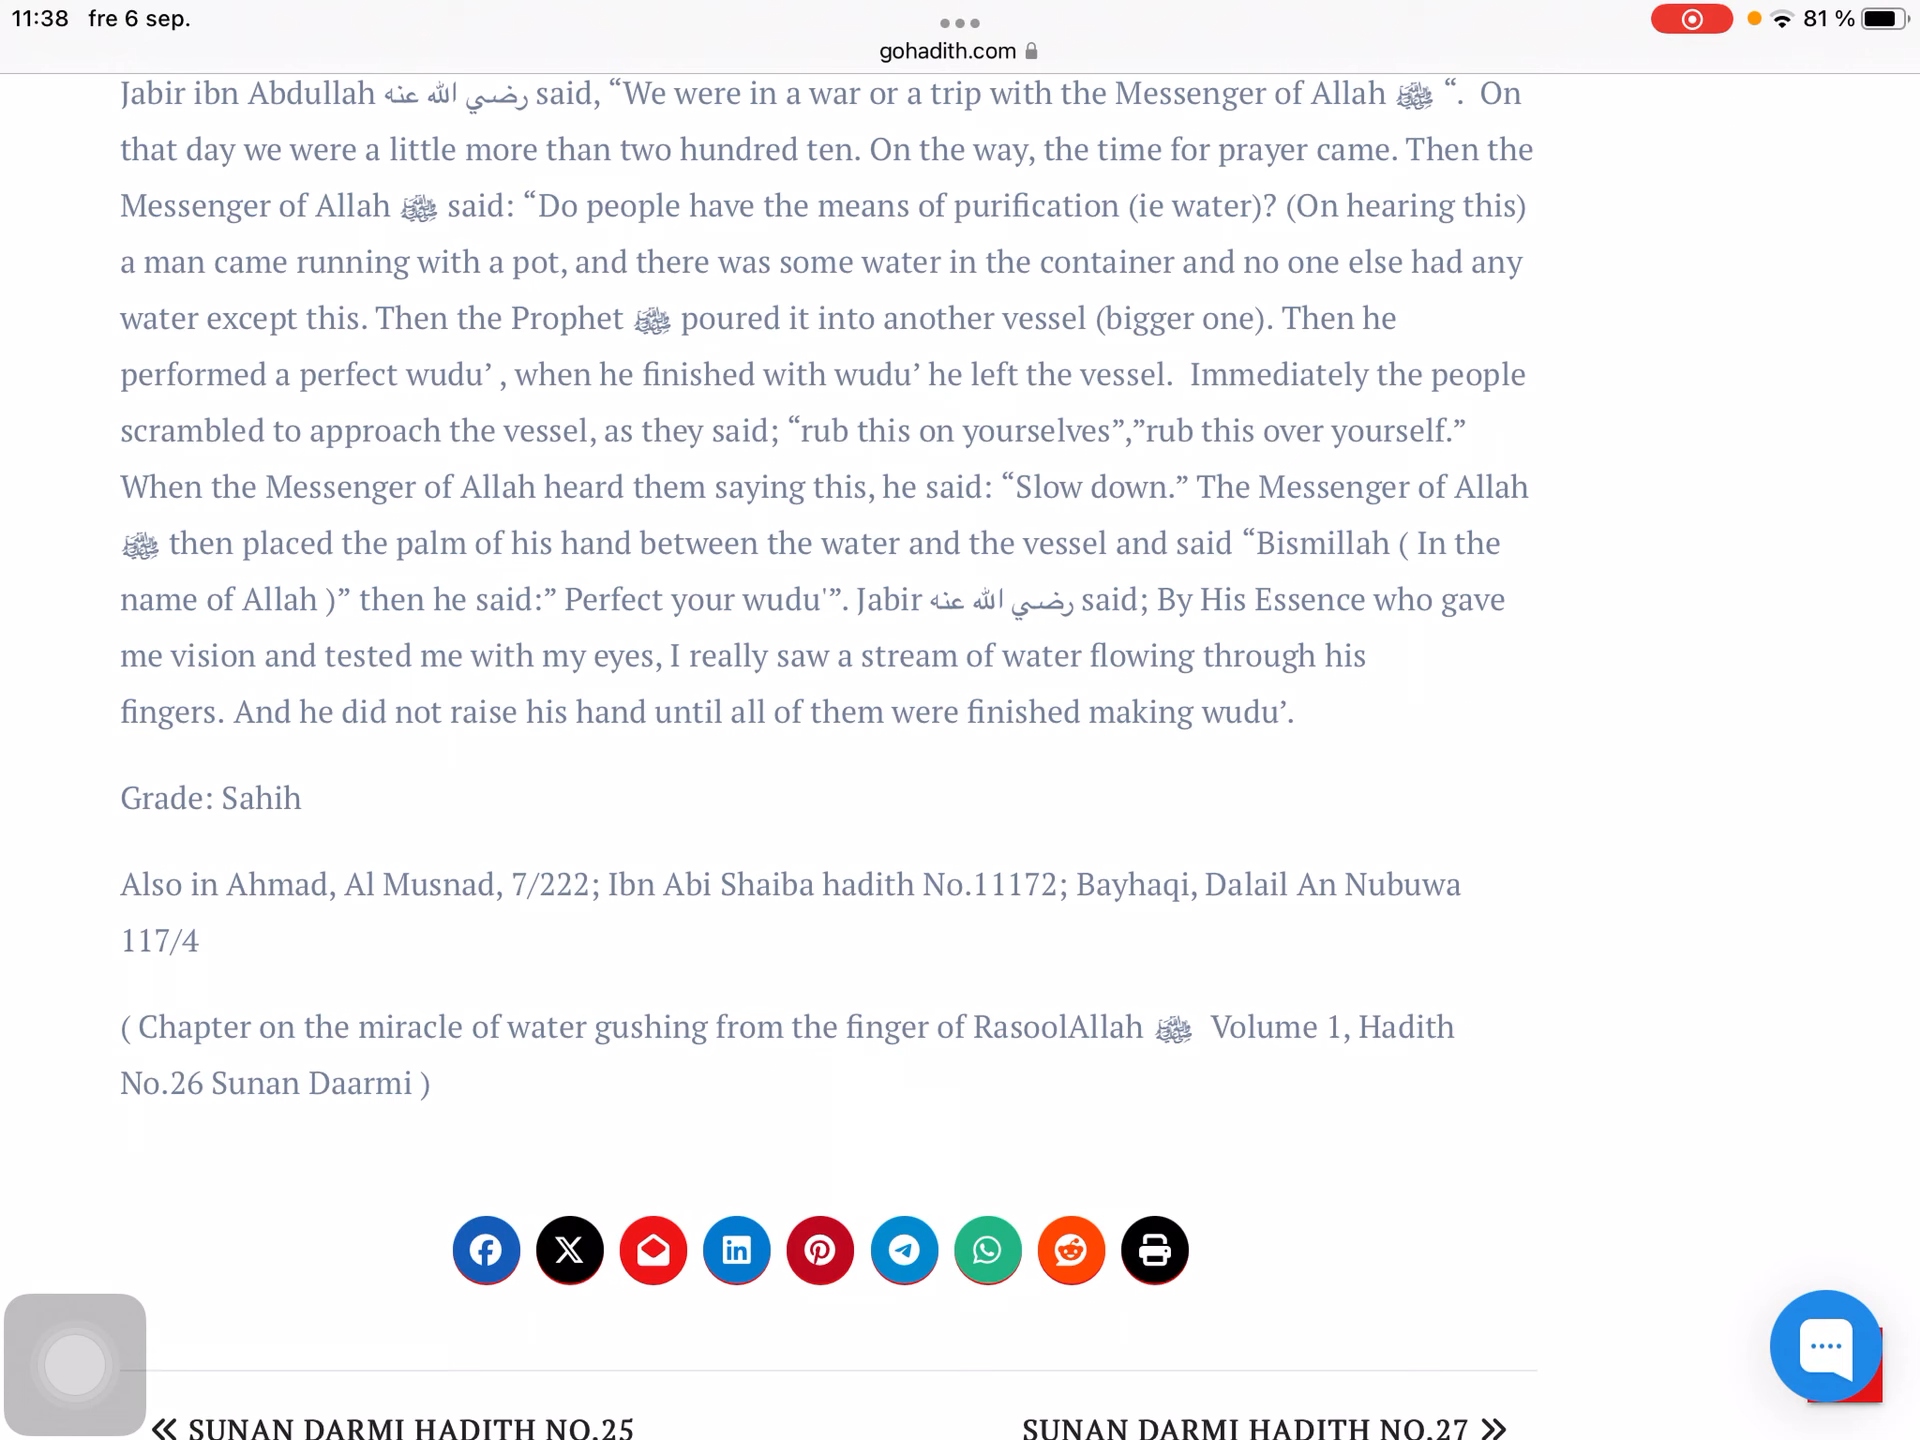 11:38 fre 6 sep.
81 %
gohadith.com
Jabir ibn Abdullah رضي الله عنه said, “We were in a war or a trip with the Messenger of Allah ﷺ “. On
that day we were a little more than two hundred ten. On the way, the time for prayer came. Then the
Messenger of Allah ﷺ said: “Do people have the means of purification (ie water)? (On hearing this)
a man came running with a pot, and there was some water in the container and no one else had any
water except this. Then the Prophet ﷺ poured it into another vessel (bigger one). Then he
performed a perfect wudu’ , when he finished with wudu’ he left the vessel. Immediately the people
scrambled to approach the vessel, as they said; “rub this on yourselves”,”rub this over yourself.”
When the Messenger of Allah heard them saying this, he said: “Slow down.” The Messenger of Allah
ﷺ then placed the palm of his hand between the water and the vessel and said “Bismillah ( In the
name of Allah )” then he said:” Perfect your wudu'”. Jabir رضي الله عنه said; By His Essence who gave
me vision and tested me with my eyes, I really saw a stream of water flowing through his
fingers. And he did not raise his hand until all of them were finished making wudu’.
Grade: Sahih
Also in Ahmad, Al Musnad, 7/222; Ibn Abi Shaiba hadith No.11172; Bayhaqi, Dalail An Nubuwa
117/4
( Chapter on the miracle of water gushing from the finger of RasoolAllah ﷺ Volume 1, Hadith
No.26 Sunan Daarmi )
« SUNAN DARMI HADITH NO.25
SUNAN DARMI HADITH NO.27 »